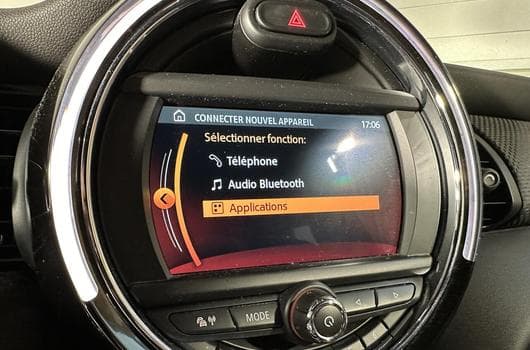 CONNECTER NOUVEL APPAREIL 17:06
Sélectionner fonction:
Téléphone
Audio Bluetooth
Applications
MODE